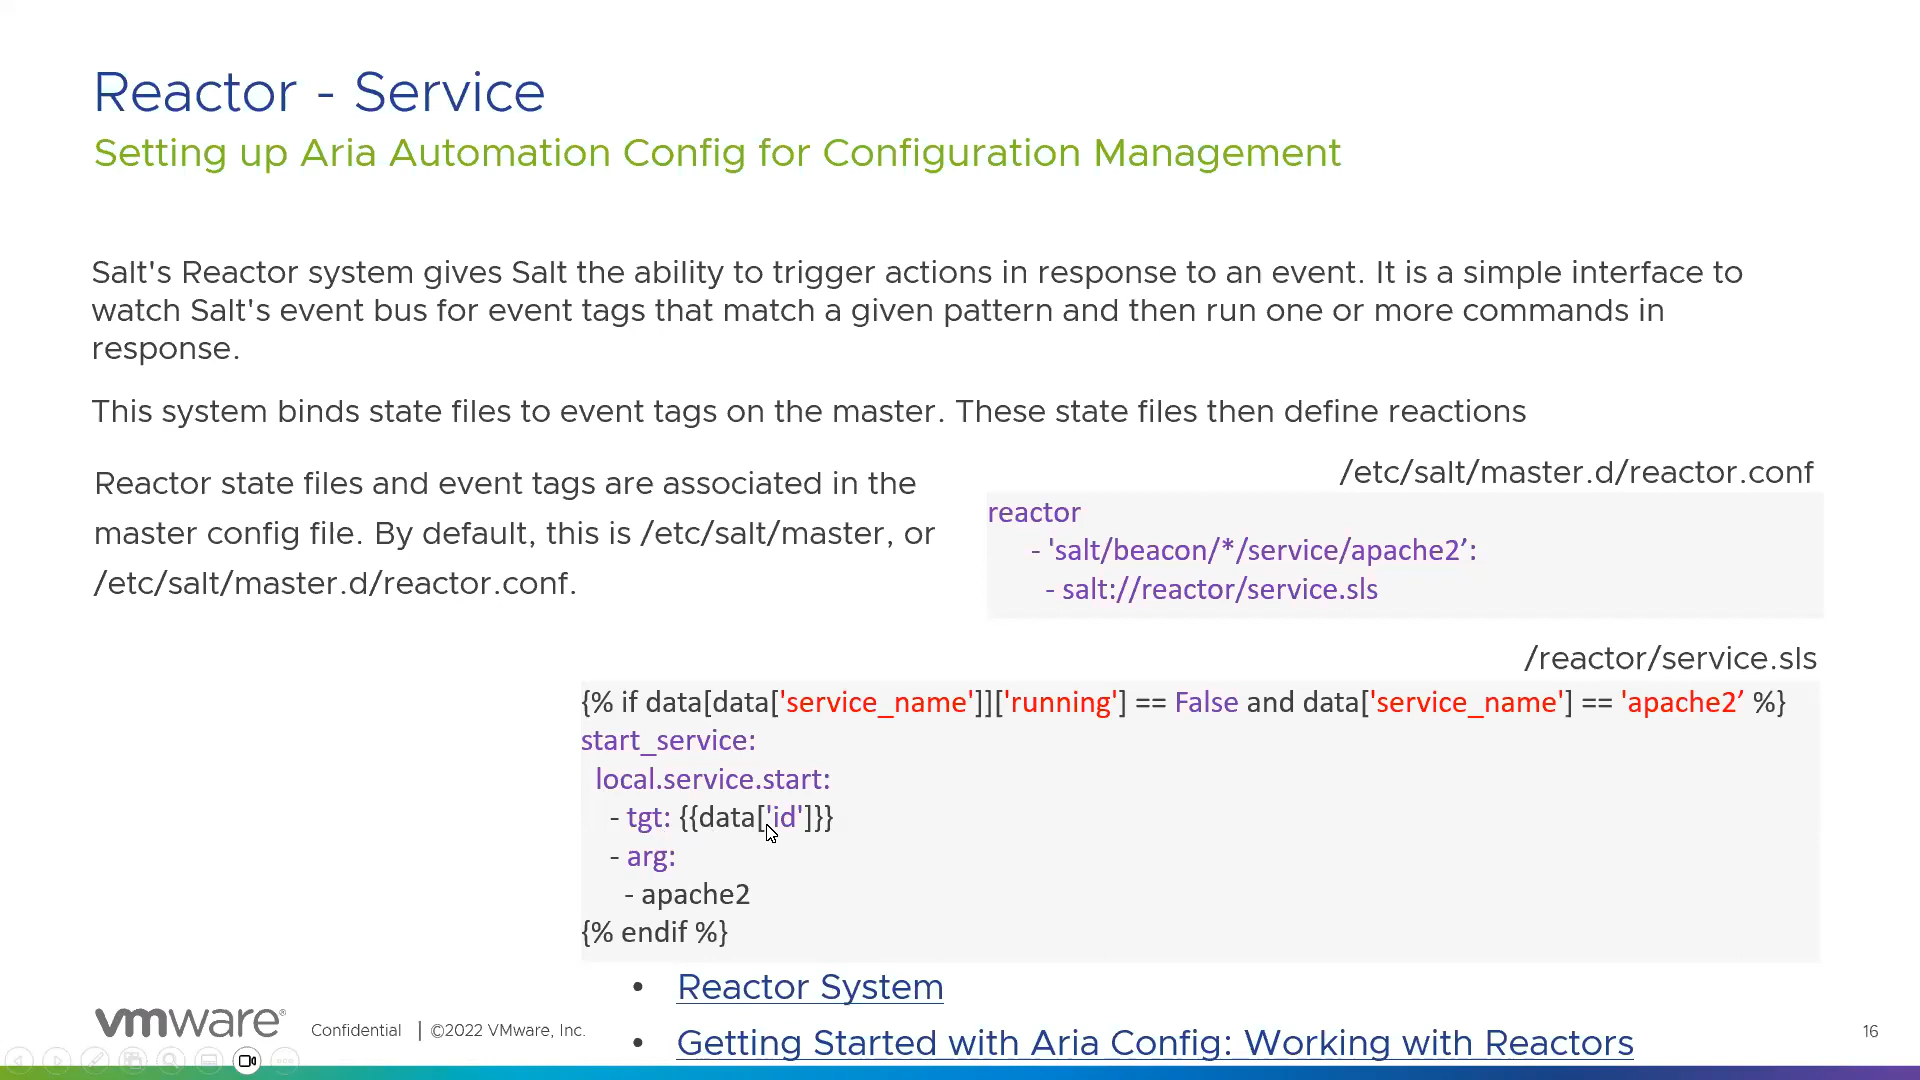 Reactor - Service
Setting up Aria Automation Config for Configuration Management
Salt's Reactor system gives Salt the ability to trigger actions in response to an event. It is a simple interface to
watch Salt's event bus for event tags that match a given pattern and then run one or more commands in
response.
This system binds state files to event tags on the master. These state files then define reactions
Reactor state files and event tags are associated in the
master config file. By default, this is /etc/salt/master, or
/etc/salt/master.d/reactor.conf.
/etc/salt/master.d/reactor.conf
reactor
- 'salt/beacon/*/service/apache2’:
- salt://reactor/service.sls
/reactor/service.sls
{% if data[data['service_name']]['running'] == False and data['service_name'] == 'apache2’ %}
start_service:
local.service.start:
- tgt: {{data['id']}}
- arg:
- apache2
{% endif %}
• Reactor System
• Getting Started with Aria Config: Working with Reactors
vmware® Confidential | ©2022 VMware, Inc.
16